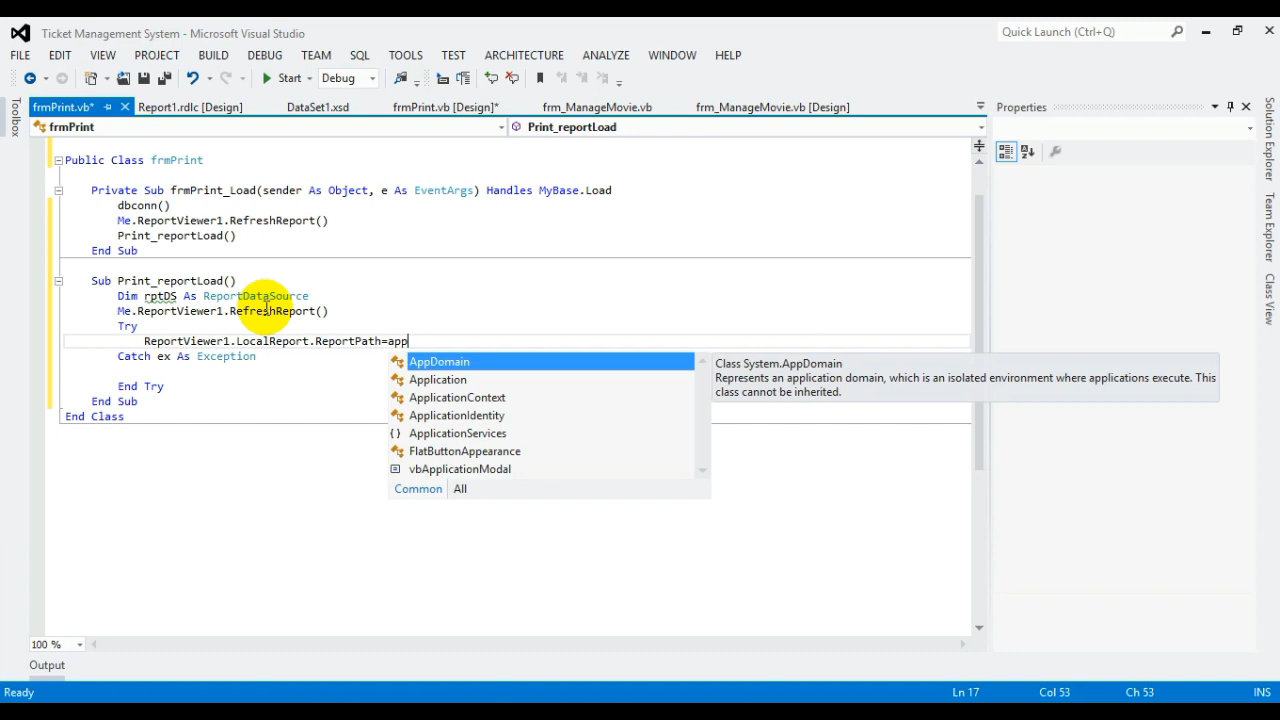 Ticket Management System - Microsoft Visual Studio
Quick Launch (Ctrl+Q)
FILE EDIT VIEW PROJECT BUILD DEBUG TEAM SQL TOOLS TEST ARCHITECTURE ANALYZE WINDOW HELP
Start Debug
frmPrint.vb* Report1.rdlc [Design] DataSet1.xsd frmPrint.vb [Design]* frm_ManageMovie.vb frm_ManageMovie.vb [Design]
Properties
Toolbox
frmPrint
Print_reportLoad
Public Class frmPrint
Private Sub frmPrint_Load(sender As Object, e As EventArgs) Handles MyBase.Load
dbconn()
Me.ReportViewer1.RefreshReport()
Print_reportLoad()
End Sub
Sub Print_reportLoad()
Dim rptDS As ReportDataSource
Me.ReportViewer1.RefreshReport()
Try
ReportViewer1.LocalReport.ReportPath=app
Catch ex As Exception
End Try
End Sub
End Class
AppDomain
Application
ApplicationContext
ApplicationIdentity
ApplicationServices
FlatButtonAppearance
vbApplicationModal
Common All
Class System.AppDomain
Represents an application domain, which is an isolated environment where applications execute. This
class cannot be inherited.
Solution Explorer
Team Explorer
Class View
100 %
Output
Ready Ln 17 Col 53 Ch 53 INS